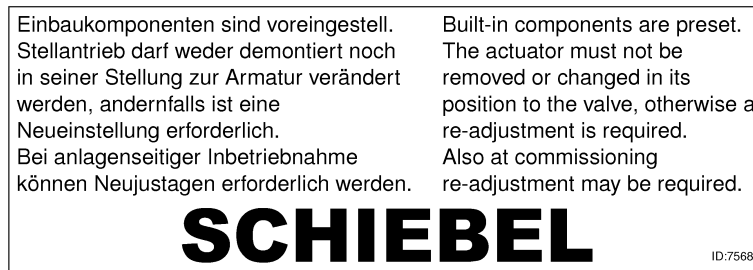 Einbaukomponenten sind voreingestell.
Stellantrieb darf weder demontiert noch
in seiner Stellung zur Armatur verändert
werden, andernfalls ist eine
Neueinstellung erforderlich.
Bei anlagenseitiger Inbetriebnahme
können Neujustagen erforderlich werden.
Built-in components are preset.
The actuator must not be
removed or changed in its
position to the valve, otherwise a
re-adjustment is required.
Also at commissioning
re-adjustment may be required.
SCHIEBEL
ID:7568